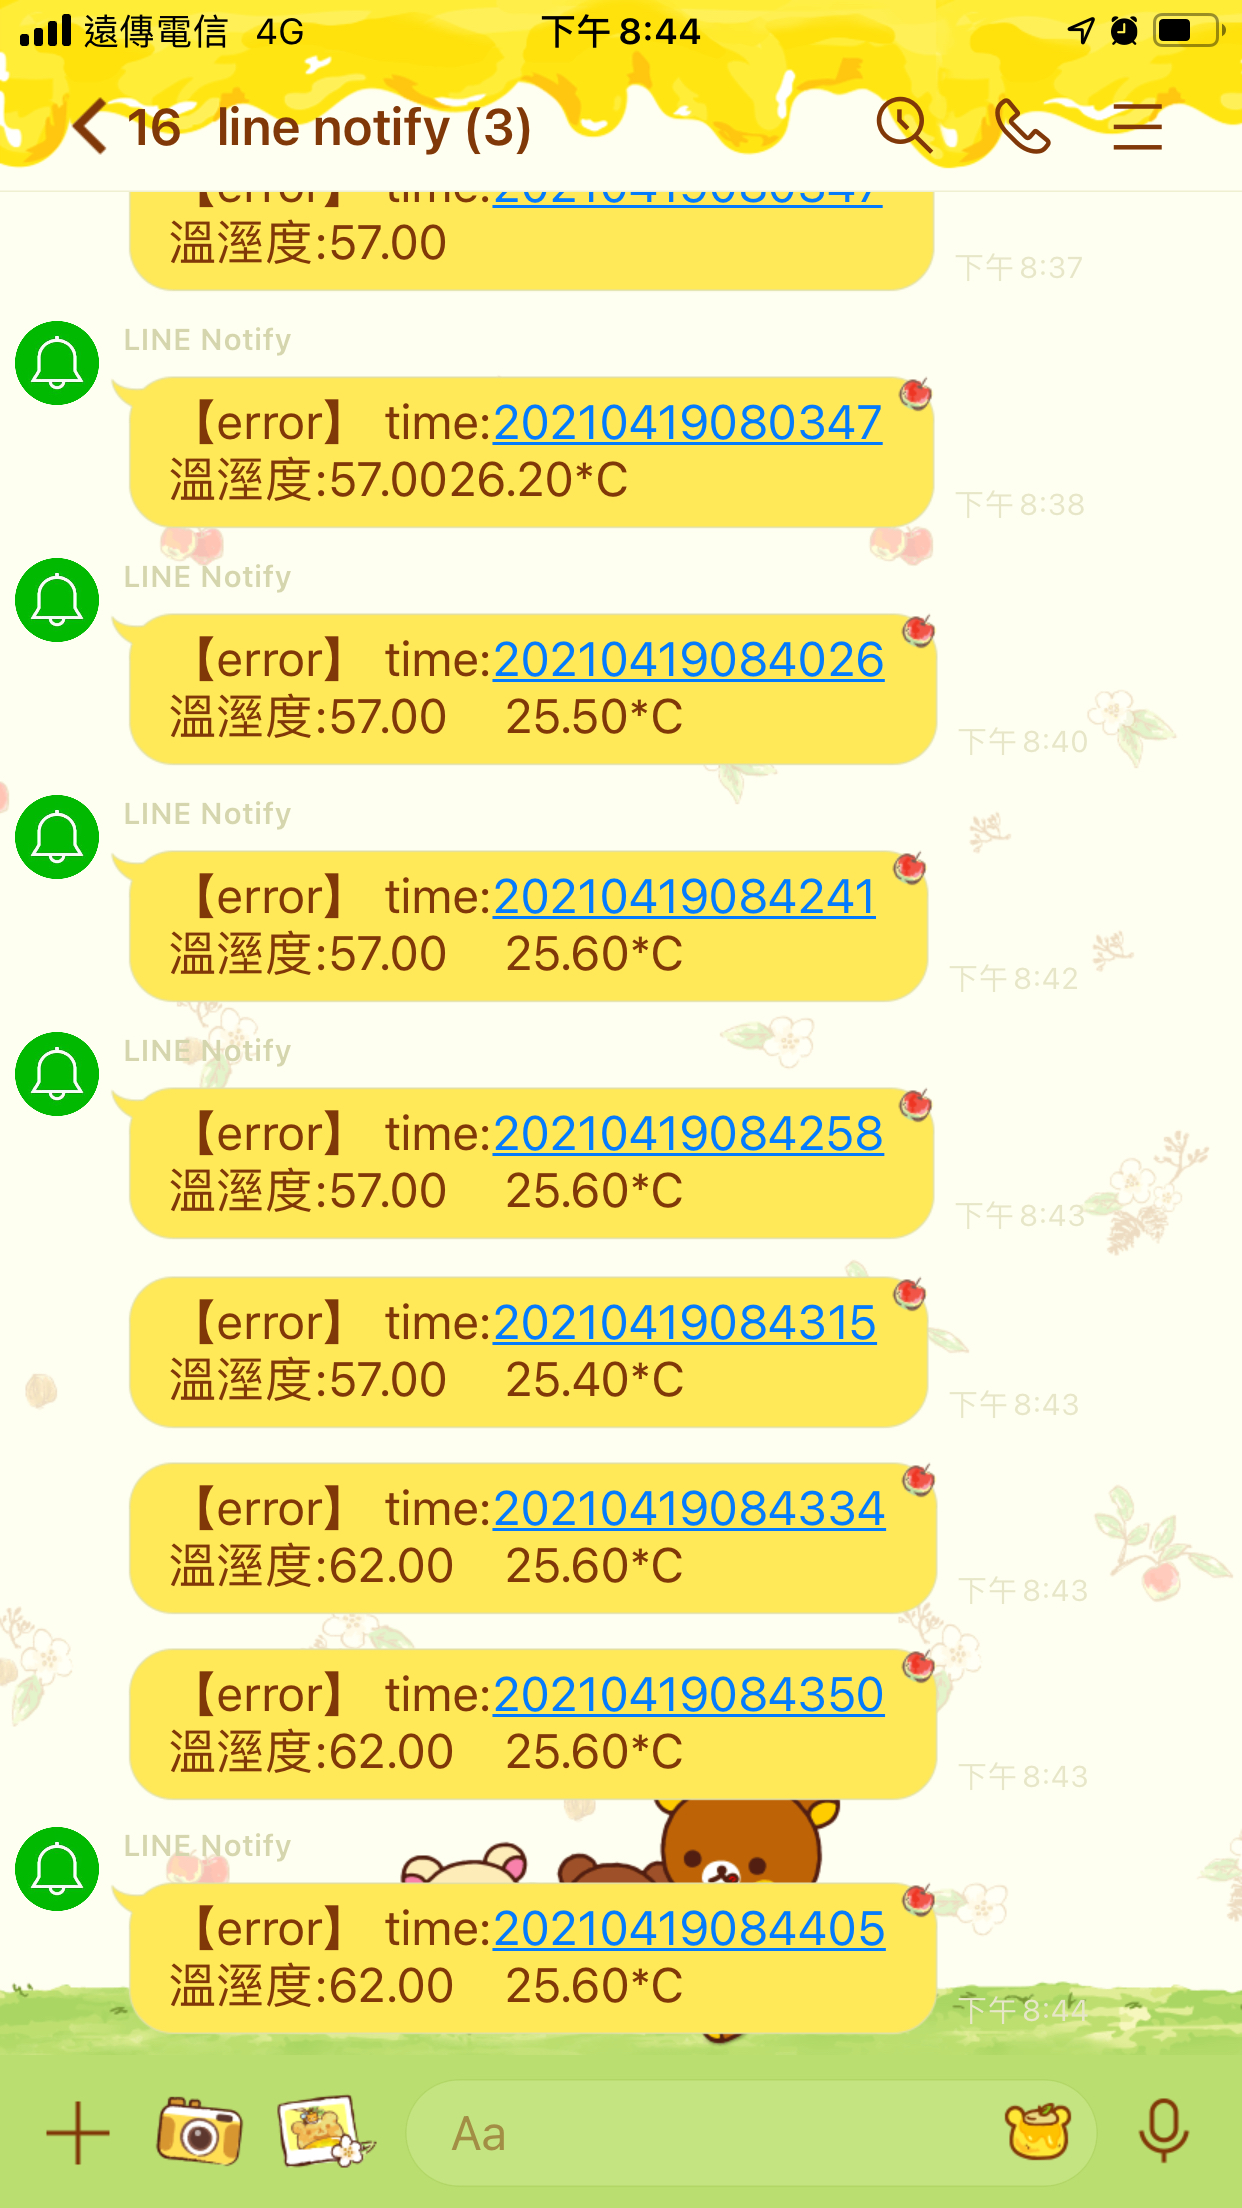 遠傳電信 4G 下午 8:44
16 line notify (3)
【error】 time:20210419080347
溫溼度:57.00
下午 8:37
LINE Notify
【error】 time:20210419080347
溫溼度:57.0026.20*C
下午 8:38
LINE Notify
【error】 time:20210419084026
溫溼度:57.00 25.50*C
下午 8:40
LINE Notify
【error】 time:20210419084241
溫溼度:57.00 25.60*C
下午 8:42
LINE Notify
【error】 time:20210419084258
溫溼度:57.00 25.60*C
下午 8:43
【error】 time:20210419084315
溫溼度:57.00 25.40*C
下午 8:43
【error】 time:20210419084334
溫溼度:62.00 25.60*C
下午 8:43
【error】 time:20210419084350
溫溼度:62.00 25.60*C
下午 8:43
LINE Notify
【error】 time:20210419084405
溫溼度:62.00 25.60*C
下午 8:44
Aa